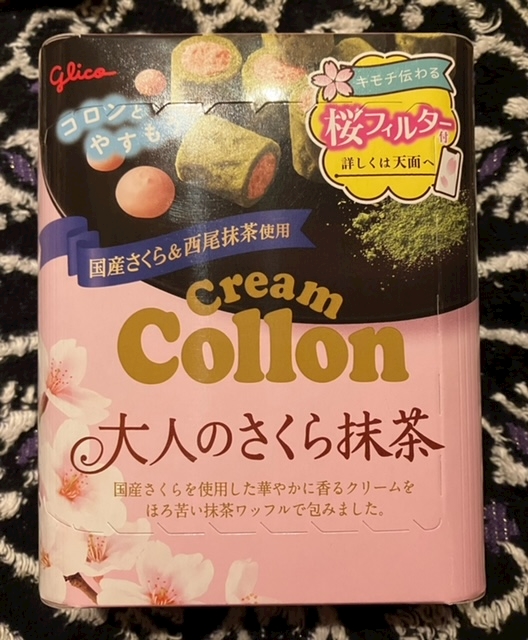 glico
コロンと
やすも
キモチ伝わる
桜フィルター付
詳しくは天面へ
国産さくら&西尾抹茶使用
Cream
Collon
大人のさくら抹茶
国産さくらを使用した華やかに香るクリームを
ほろ苦い抹茶ワッフルで包みました。